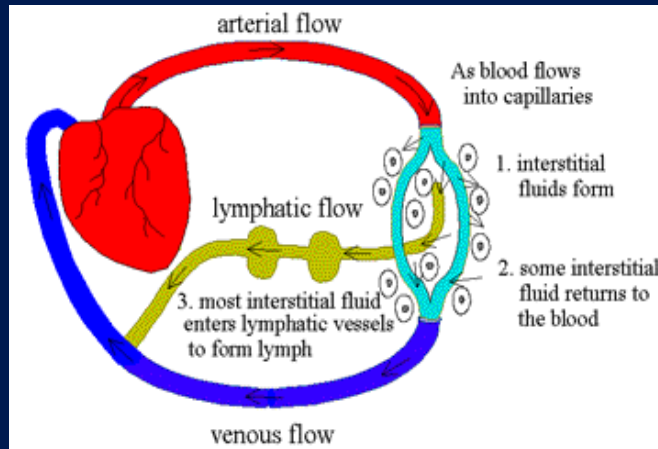 arterial flow
As blood flows
into capillaries
1. interstitial
fluids form
lymphatic flow
2. some interstitial
fluid returns to
the blood
3. most interstitial fluid
enters lymphatic vessels
to form lymph
venous flow